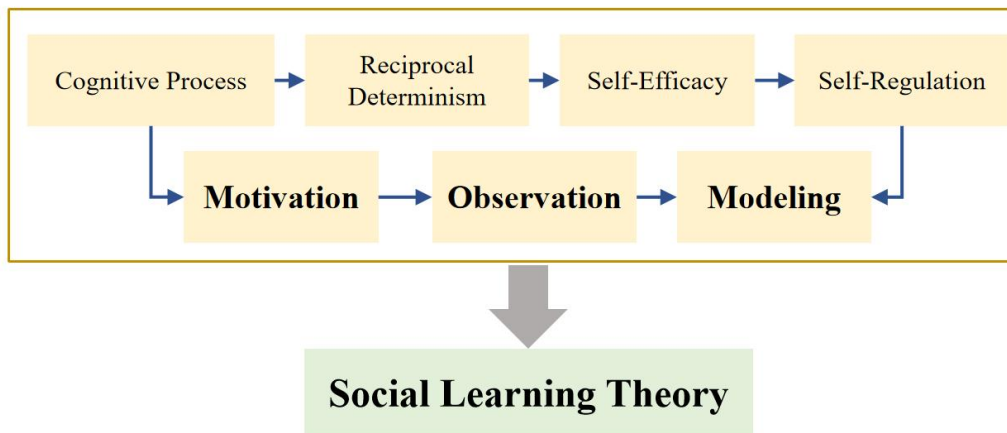 Cognitive Process
Reciprocal
Determinism
Self-Efficacy
Self-Regulation
Motivation
Observation
Modeling
Social Learning Theory